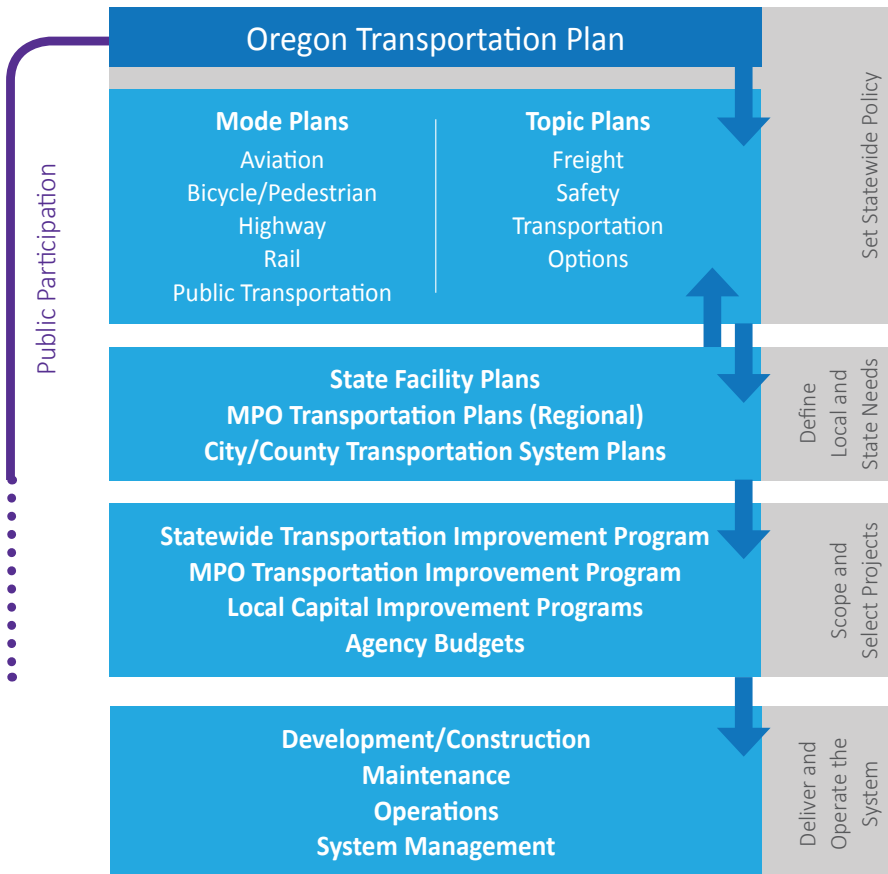 Oregon Transportation Plan
Public Participation
Mode Plans
Aviation
Bicycle/Pedestrian
Highway
Rail
Public Transportation
Topic Plans
Freight
Safety
Transportation
Options
Set Statewide Policy
State Facility Plans
MPO Transportation Plans (Regional)
City/County Transportation System Plans
Define
Local and
State Needs
Statewide Transportation Improvement Program
MPO Transportation Improvement Program
Local Capital Improvement Programs
Agency Budgets
Scope and
Select Projects
Development/Construction
Maintenance
Operations
System Management
Deliver and
Operate the
System